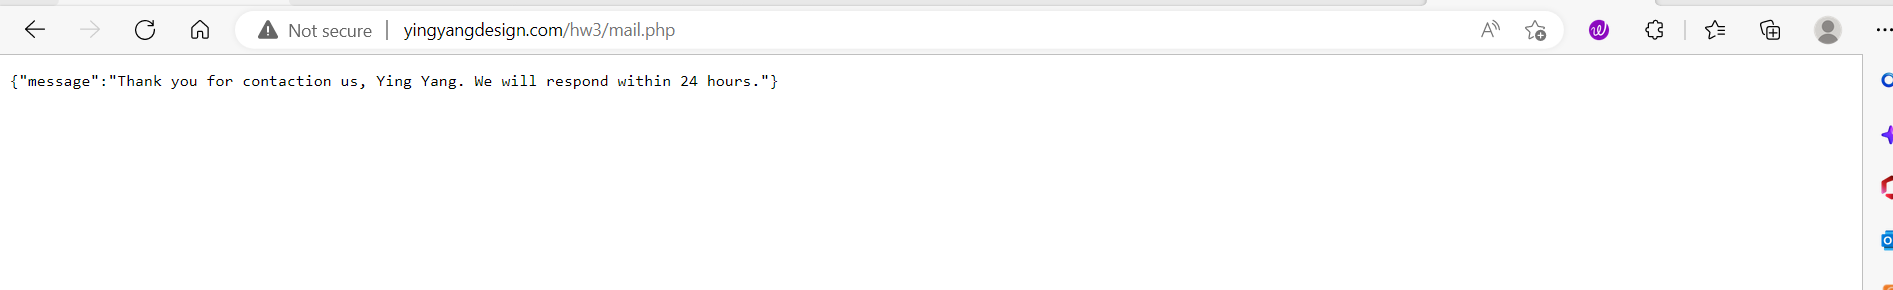 Not secure | yingyangdesign.com/hw3/mail.php
{"message":"Thank you for contaction us, Ying Yang. We will respond within 24 hours."}